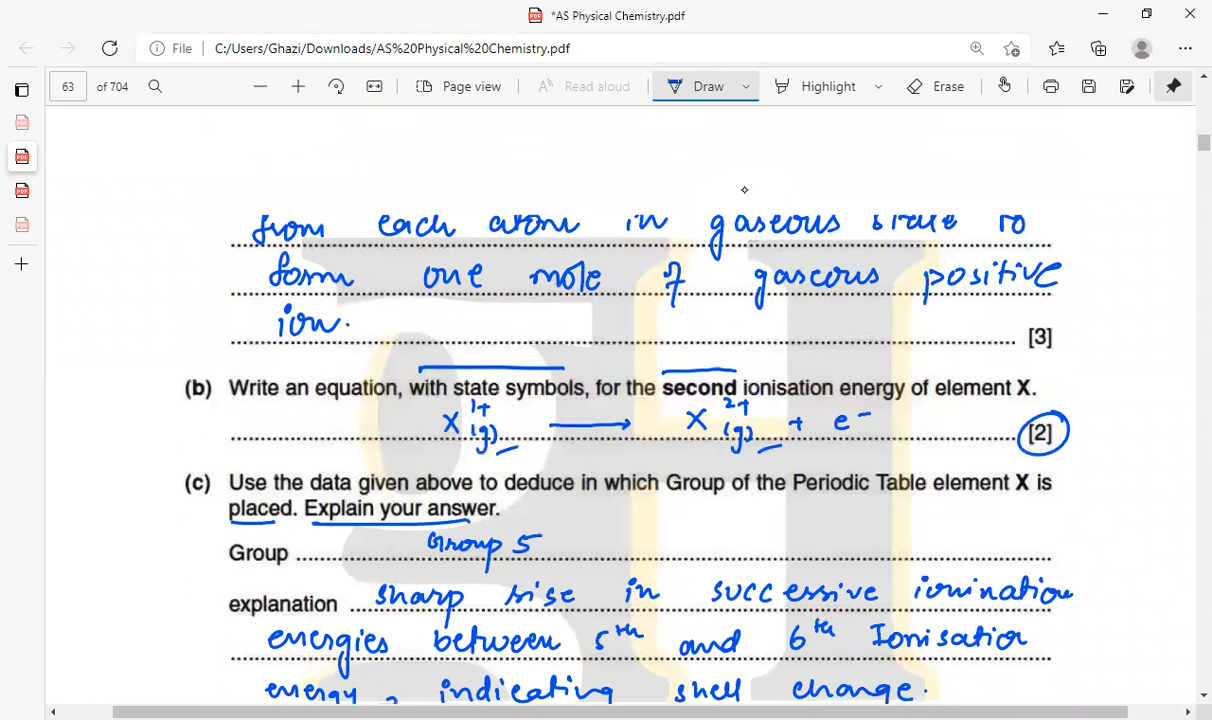 *AS Physical Chemistry.pdf
File C:/Users/Ghazi/Downloads/AS%20Physical%20Chemistry.pdf
63 of 704 Page view Read aloud Draw Highlight Erase
from each atom in gaseous state to
form one mole of gaseous positive
ion.
[3]
(b) Write an equation, with state symbols, for the second ionisation energy of element X.
X 1+ (g) → X 2+ (g) + e-
[2]
(c) Use the data given above to deduce in which Group of the Periodic Table element X is
placed. Explain your answer.
Group Group 5
explanation sharp rise in successive ionination
energies between 5th and 6th Ionisation
energy, indicating shell change.